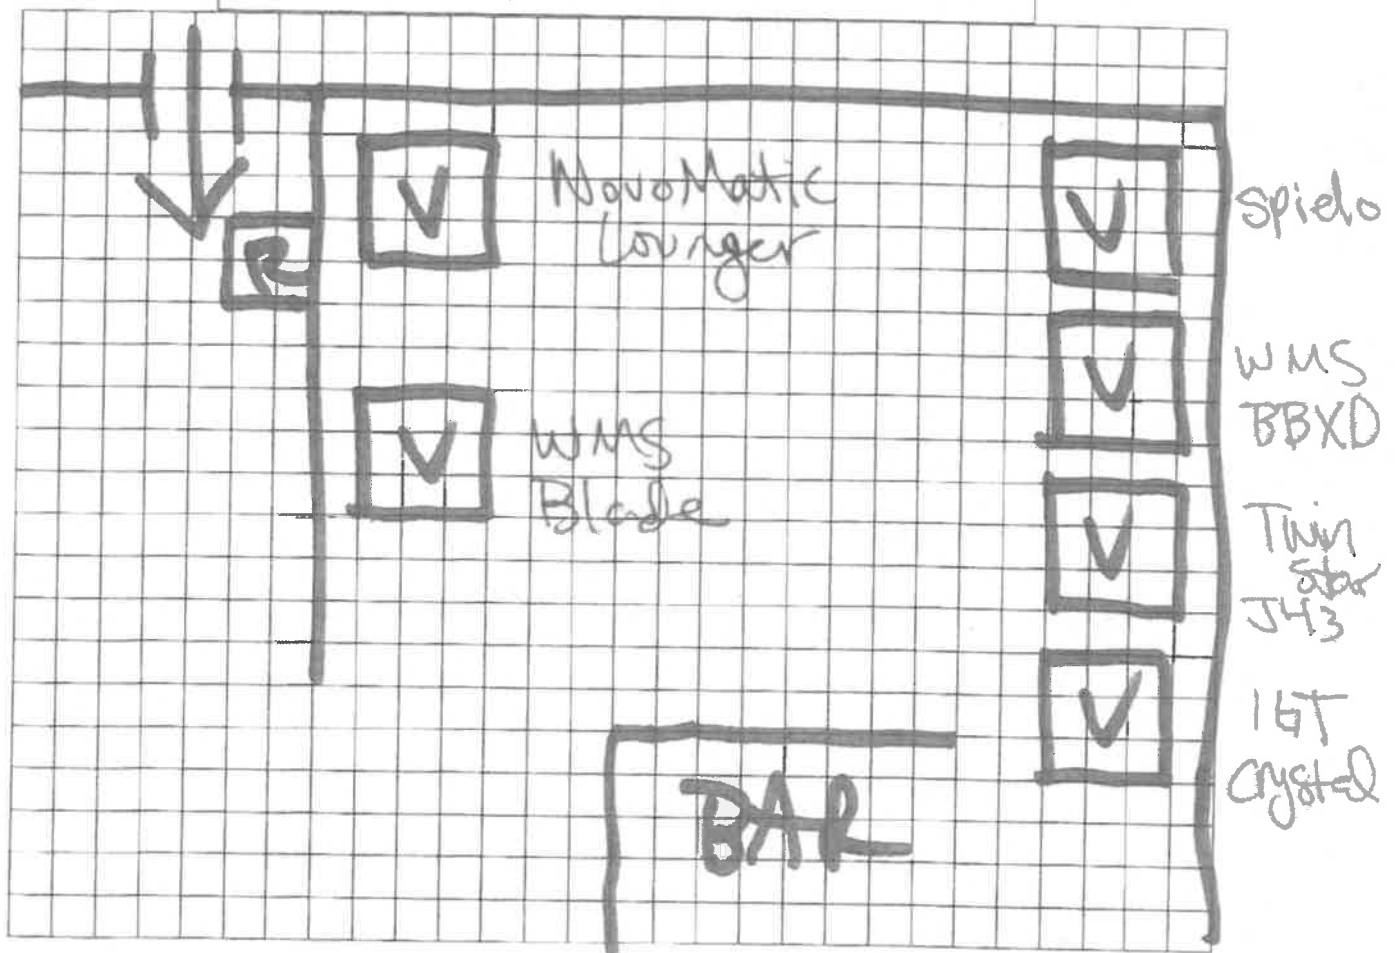 V
NovoMatic
Lounger
V
Spielo
R
V
WMS
BBXD
V
WMS
Blade
V
Twin
Star
J43
V
IGT
Crystal
BAR